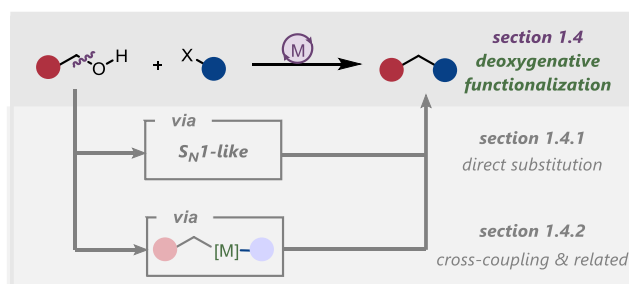 section 1.4
deoxygenative
functionalization
H
O
+
X
M
via
SN1-like
section 1.4.1
direct substitution
via
[M]
section 1.4.2
cross-coupling & related